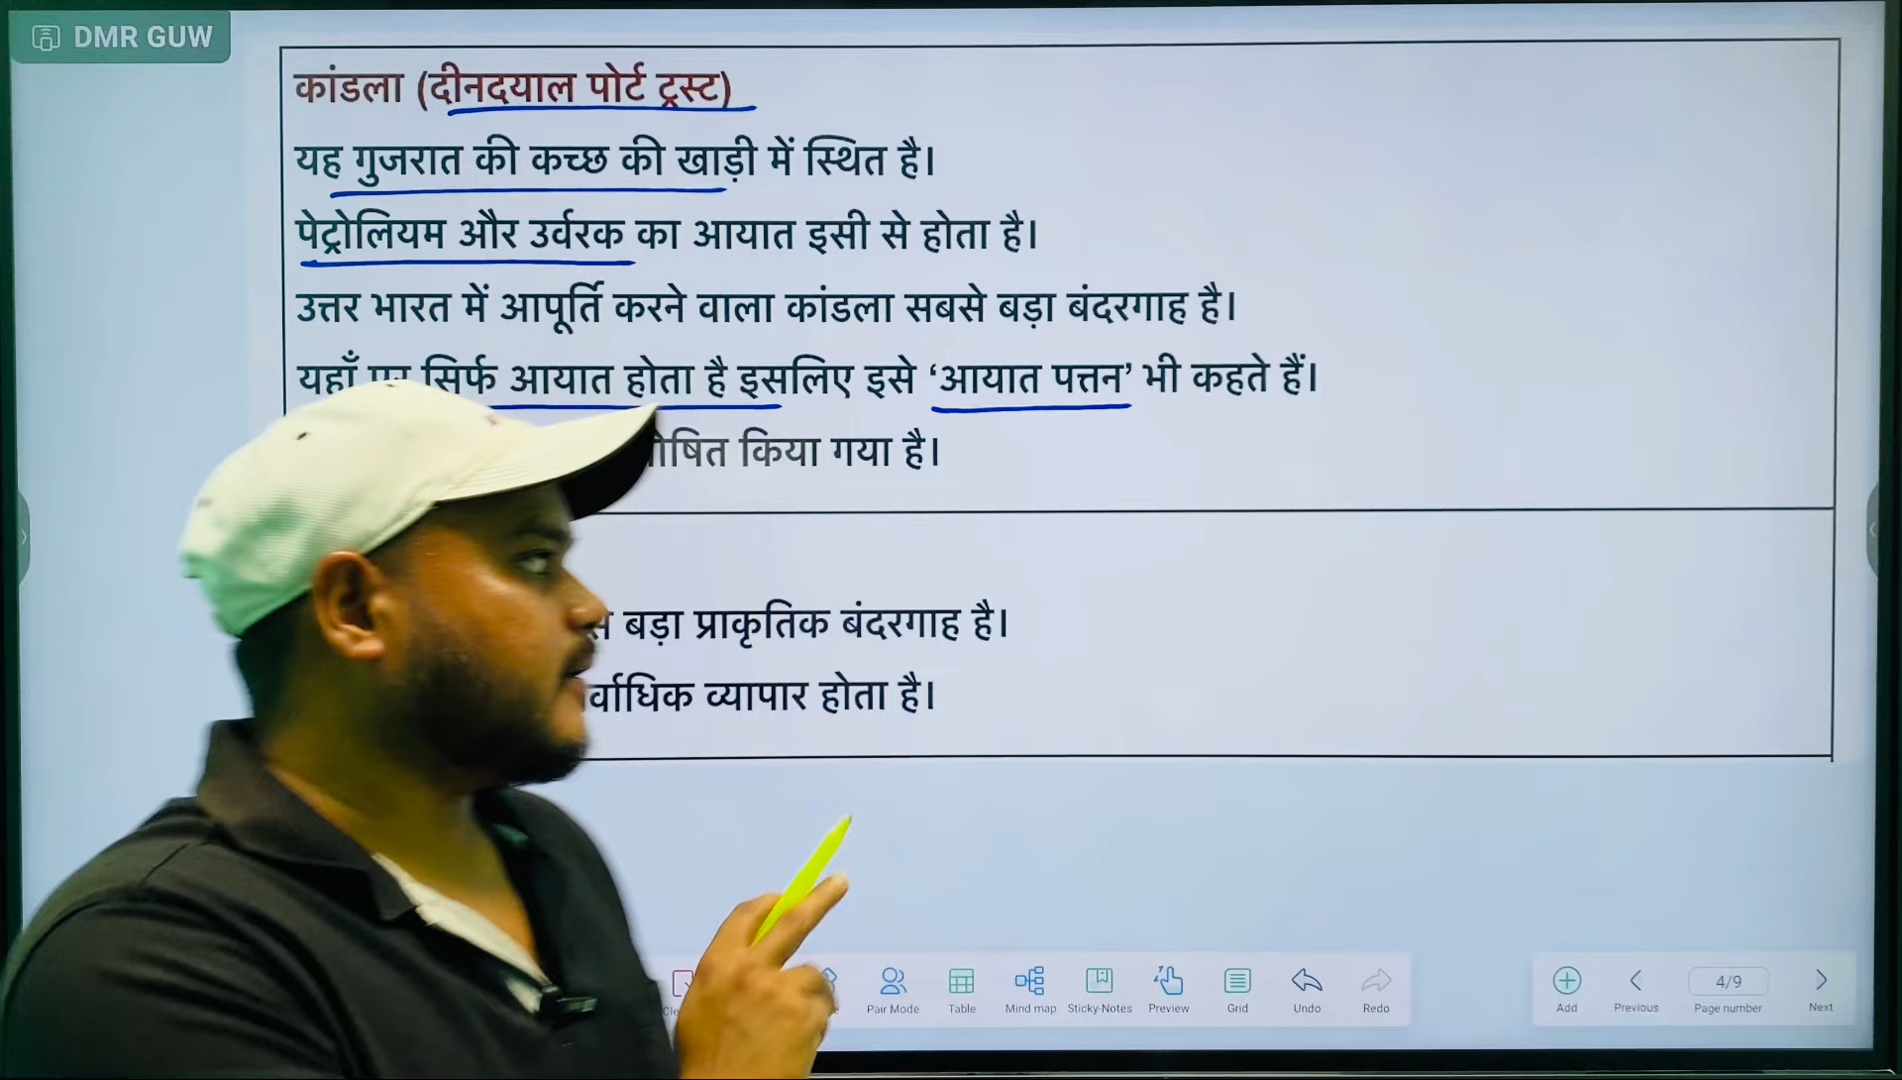 DMR GUW
कांडला (दीनदयाल पोर्ट ट्रस्ट)
यह गुजरात की कच्छ की खाड़ी में स्थित है।
पेट्रोलियम और उर्वरक का आयात इसी से होता है।
उत्तर भारत में आपूर्ति करने वाला कांडला सबसे बड़ा बंदरगाह है।
यहाँ पर सिर्फ आयात होता है इसलिए इसे ‘आयात पत्तन’ भी कहते हैं।
किया गया है।
बड़ा प्राकृतिक बंदरगाह है।
व्यापार होता है।
Pair Mode Table Mind map Sticky-Notes Preview Grid Undo Redo
4/9
Add Previous Page number Next